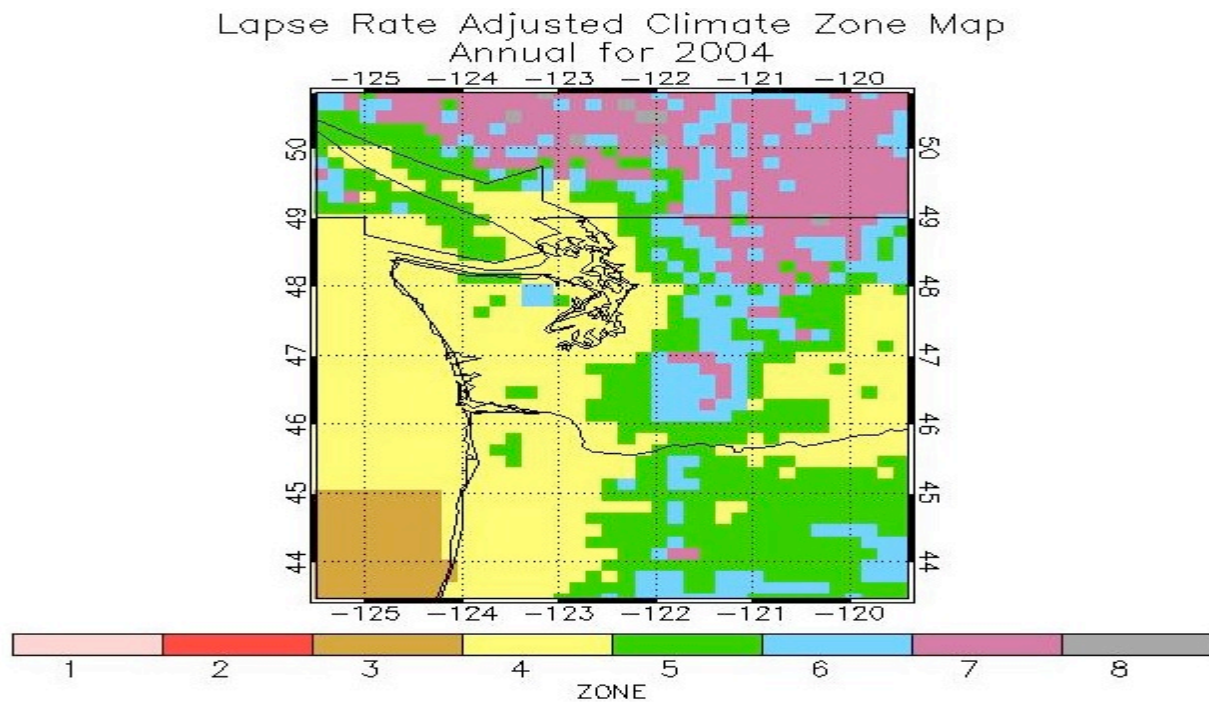 Lapse Rate Adjusted Climate Zone Map
Annual for 2004
-125 -124 -123 -122 -121 -120
50 50
49 49
48 48
47 47
46 46
45 45
44 44
-125 -124 -123 -122 -121 -120
1 2 3 4 5 6 7 8
ZONE